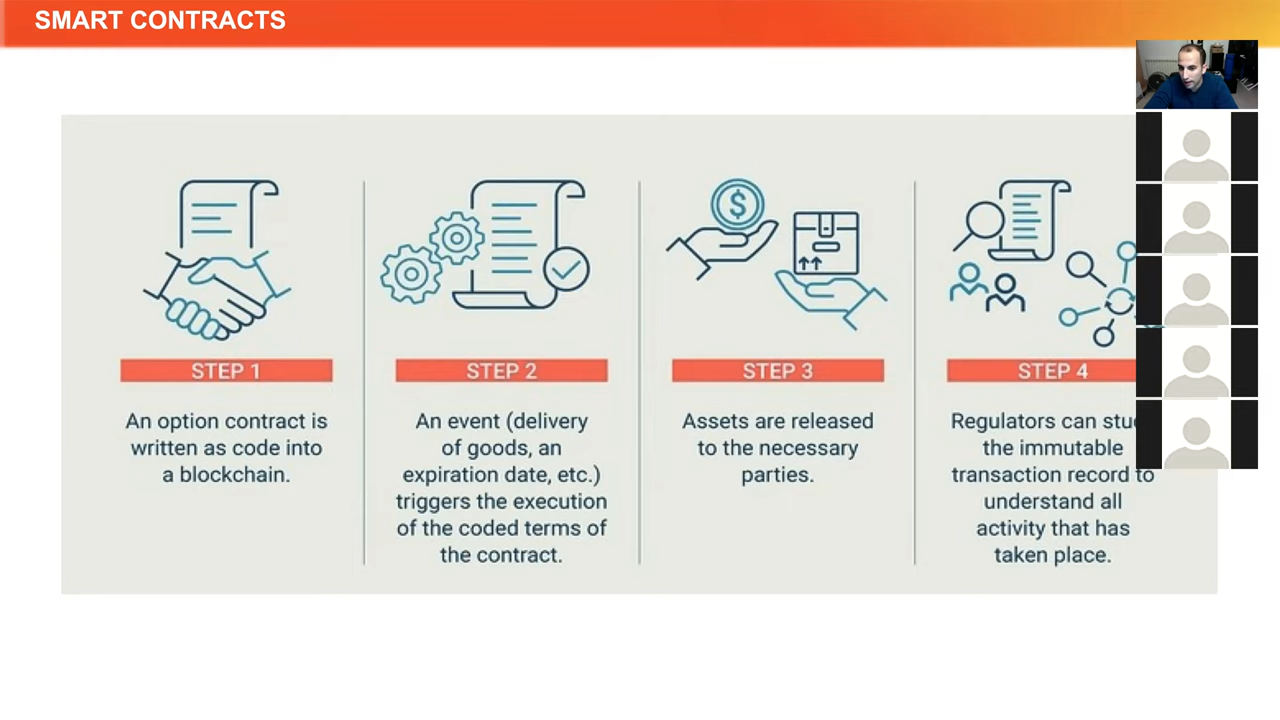 SMART CONTRACTS
STEP 1
An option contract is
written as code into
a blockchain.
STEP 2
An event (delivery
of goods, an
expiration date, etc.)
triggers the execution
of the coded terms of
the contract.
STEP 3
Assets are released
to the necessary
parties.
STEP 4
Regulators can
the immutable
transaction record to
understand all
activity that has
taken place.